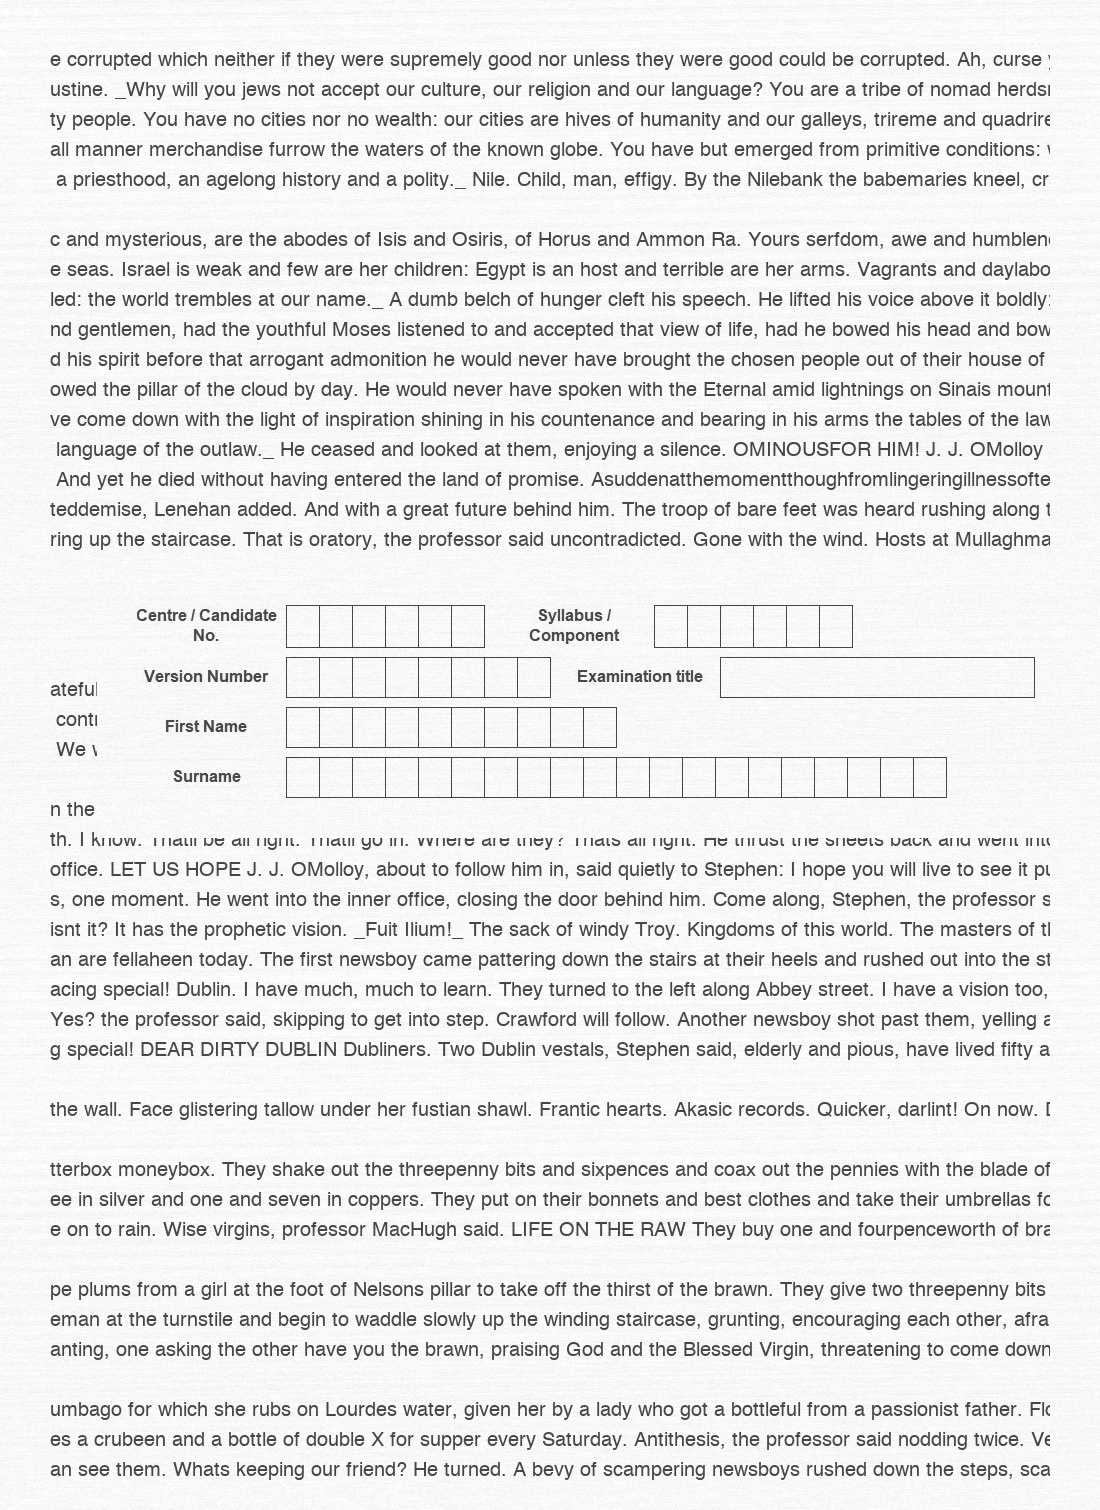 e corrupted which neither if they were supremely good nor unless they were good could be corrupted. Ah, curse
ustine. _Why will you jews not accept our culture, our religion and our language? You are a tribe of nomad
ty people. You have no cities nor no wealth: our cities are hives of humanity and our galleys, trireme and
all manner merchandise furrow the waters of the known globe. You have but emerged from primitive conditions:
a priesthood, an agelong history and a polity._ Nile. Child, man, effigy. By the Nilebank the babemaries kneel, cr
c and mysterious, are the abodes of Isis and Osiris, of Horus and Ammon Ra. Yours serfdom, awe and
e seas. Israel is weak and few are her children: Egypt is an host and terrible are her arms. Vagrants and daylabo
led: the world trembles at our name._ A dumb belch of hunger cleft his speech. He lifted his voice above it boldly:
nd gentlemen, had the youthful Moses listened to and accepted that view of life, had he bowed his head and bow
d his spirit before that arrogant admonition he would never have brought the chosen people out of their house of
owed the pillar of the cloud by day. He would never have spoken with the Eternal amid lightnings on Sinais mount
ve come down with the light of inspiration shining in his countenance and bearing in his arms the tables of the law
language of the outlaw._ He ceased and looked at them, enjoying a silence. OMINOUSFOR HIM! J. J. OMolloy
And yet he died without having entered the land of promise. Asuddenatthemomentthoughfromlingeringillnessofte
teddemise, Lenehan added. And with a great future behind him. The troop of bare feet was heard rushing along
ring up the staircase. That is oratory, the professor said uncontradicted. Gone with the wind. Hosts at Mullaghma
Centre / Candidate No.
Syllabus / Component
Version Number
Examination title
First Name
Surname
ateful
cont
We
n the
th. I know. Thatll be all right. Thatll go in. Where are they? Thats all right. He thrust the sheets back and went
office. LET US HOPE J. J. OMolloy, about to follow him in, said quietly to Stephen: I hope you will live to see it
s, one moment. He went into the inner office, closing the door behind him. Come along, Stephen, the professor s
isnt it? It has the prophetic vision. _Fuit Ilium!_ The sack of windy Troy. Kingdoms of this world. The masters of
an are fellaheen today. The first newsboy came pattering down the stairs at their heels and rushed out into the st
acing special! Dublin. I have much, much to learn. They turned to the left along Abbey street. I have a vision too,
Yes? the professor said, skipping to get into step. Crawford will follow. Another newsboy shot past them, yelling
g special! DEAR DIRTY DUBLIN Dubliners. Two Dublin vestals, Stephen said, elderly and pious, have lived fifty a
the wall. Face glistering tallow under her fustian shawl. Frantic hearts. Akasic records. Quicker, darlint! On now.
tterbox moneybox. They shake out the threepenny bits and sixpences and coax out the pennies with the blade of
ee in silver and one and seven in coppers. They put on their bonnets and best clothes and take their umbrellas
e on to rain. Wise virgins, professor MacHugh said. LIFE ON THE RAW They buy one and fourpenceworth of bra
pe plums from a girl at the foot of Nelsons pillar to take off the thirst of the brawn. They give two threepenny bits
eman at the turnstile and begin to waddle slowly up the winding staircase, grunting, encouraging each other, afra
anting, one asking the other have you the brawn, praising God and the Blessed Virgin, threatening to come down
umbago for which she rubs on Lourdes water, given her by a lady who got a bottleful from a passionist father.
es a crubeen and a bottle of double X for supper every Saturday. Antithesis, the professor said nodding twice.
an see them. Whats keeping our friend? He turned. A bevy of scampering newsboys rushed down the steps, sca